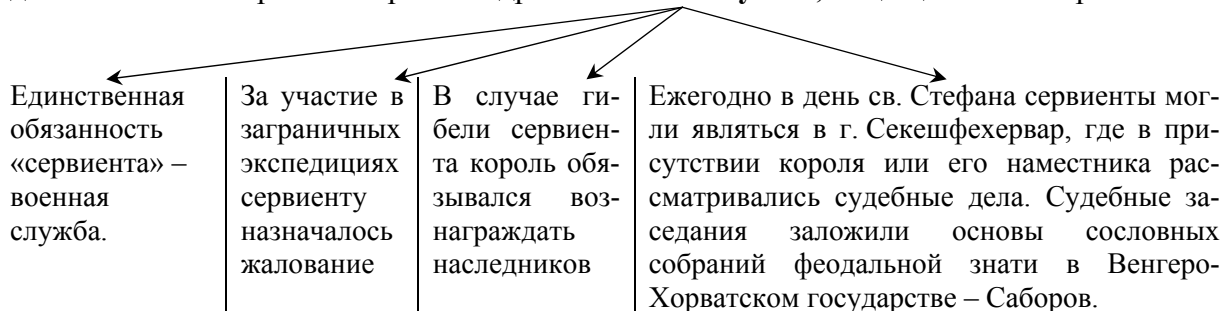 Единственная
обязанность
«сервиента» –
военная
служба.
За участие в
заграничных
экспедициях
сервиенту
назначалось
жалование
В случае ги-
бели сервиен-
та король обя-
зывался воз-
награждать
наследников
Ежегодно в день св. Стефана сервиенты мог-
ли являться в г. Секешфехервар, где в при-
сутствии короля или его наместника рас-
сматривались судебные дела. Судебные за-
седания заложили основы сословных
собраний феодальной знати в Венгеро-
Хорватском государстве – Саборов.